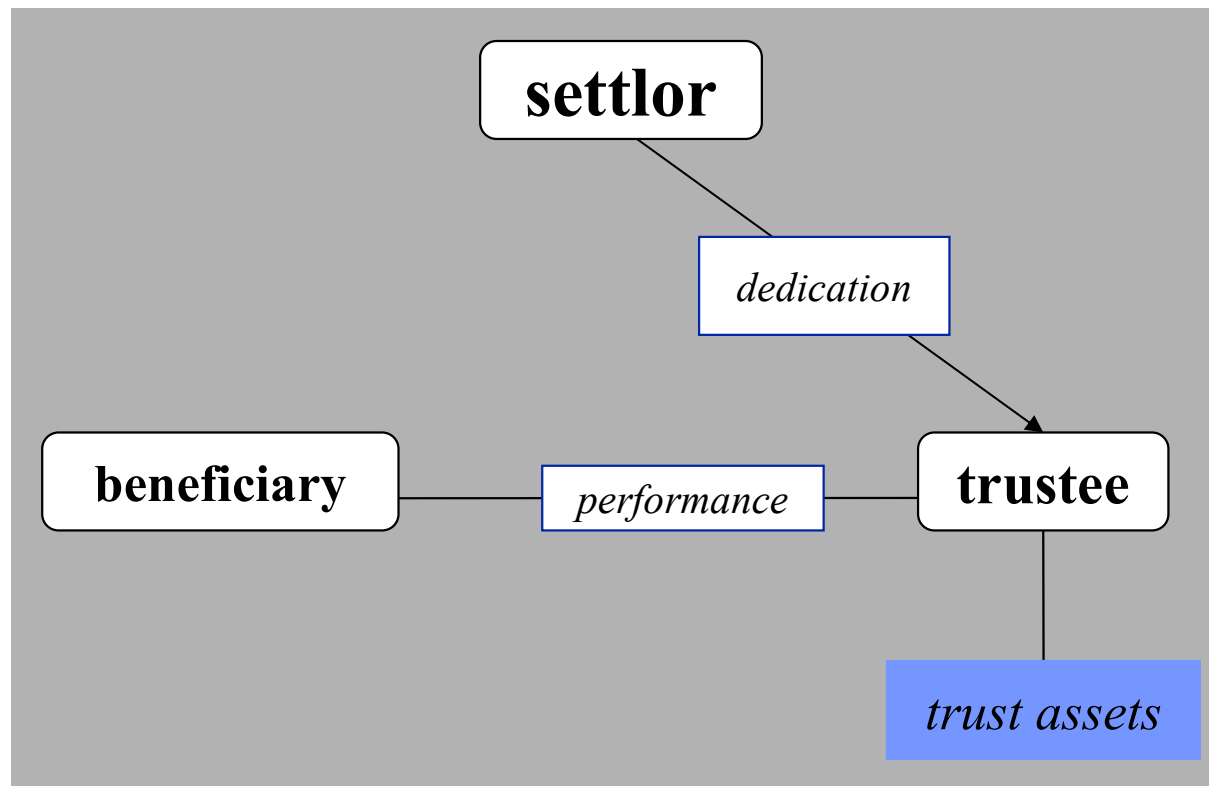 settlor
dedication
beneficiary
performance
trustee
trust assets